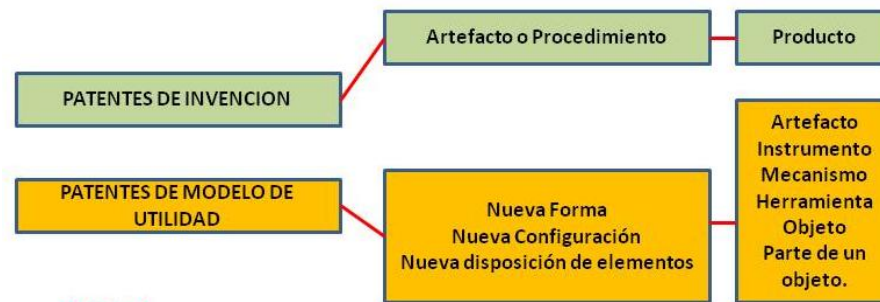 Artefacto o Procedimiento
Producto
PATENTES DE INVENCION
PATENTES DE MODELO DE
UTILIDAD
Nueva Forma
Nueva Configuración
Nueva disposición de elementos
Artefacto
Instrumento
Mecanismo
Herramienta
Objeto
Parte de un
objeto.